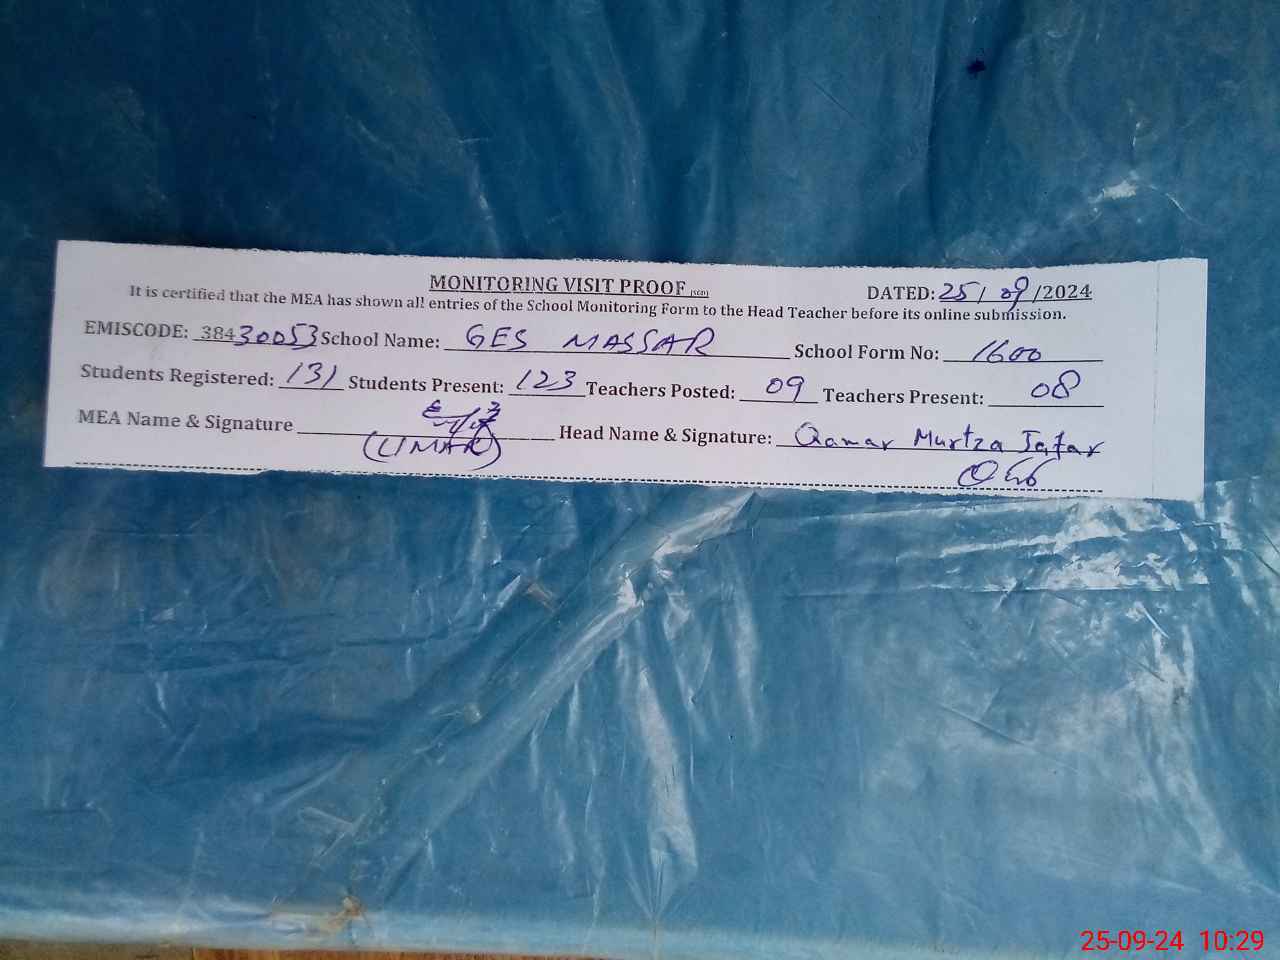 MONITORING VISIT PROOF (SED)
DATED: 25/09/2024
It is certified that the MEA has shown all entries of the School Monitoring Form to the Head Teacher before its online submission.
EMISCODE: 38430053 School Name: GES MASSAR School Form No: 1600
Students Registered: 131 Students Present: 123 Teachers Posted: 09 Teachers Present: 08
MEA Name & Signature (UMAR) Head Name & Signature: Qamar Murtza Jafar
25-09-24 10:29